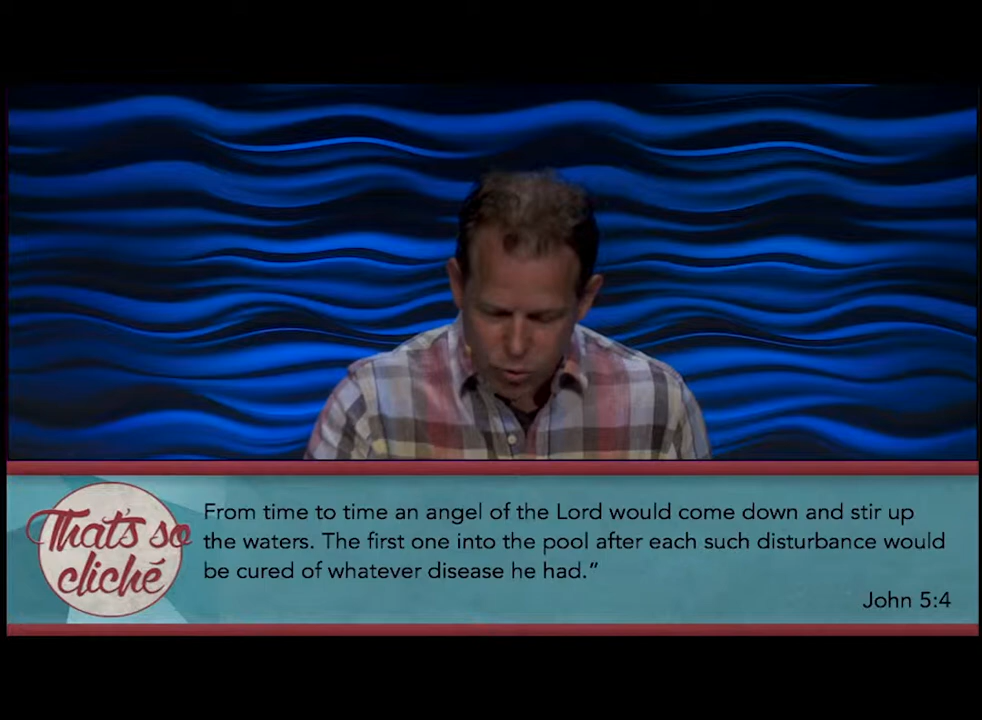 That's so
cliché
From time to time an angel of the Lord would come down and stir up
the waters. The first one into the pool after each such disturbance would
be cured of whatever disease he had.”
John 5:4